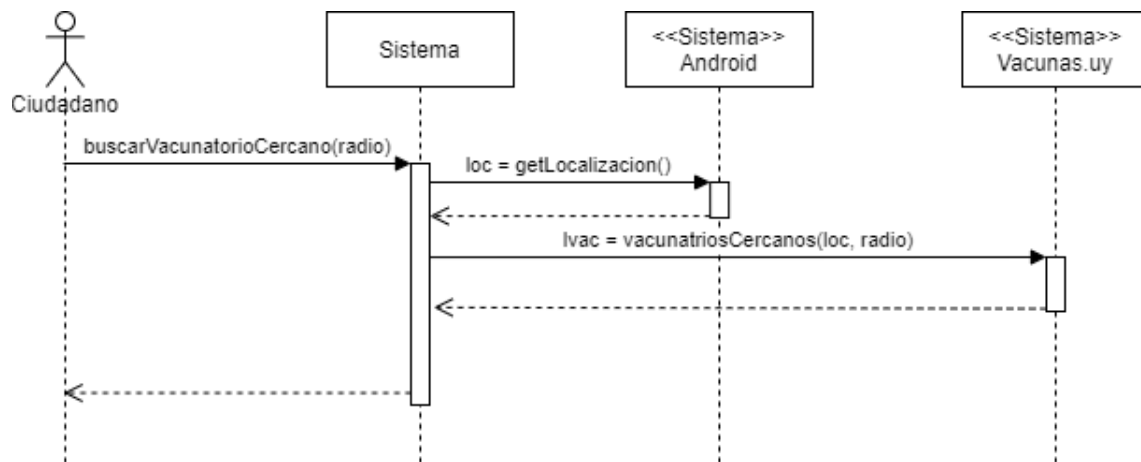 Ciudadano
Sistema
<<Sistema>>
Android
<<Sistema>>
Vacunas.uy
buscarVacunatorioCercano(radio)
loc = getLocalizacion()
lvac = vacunatriosCercanos(loc, radio)